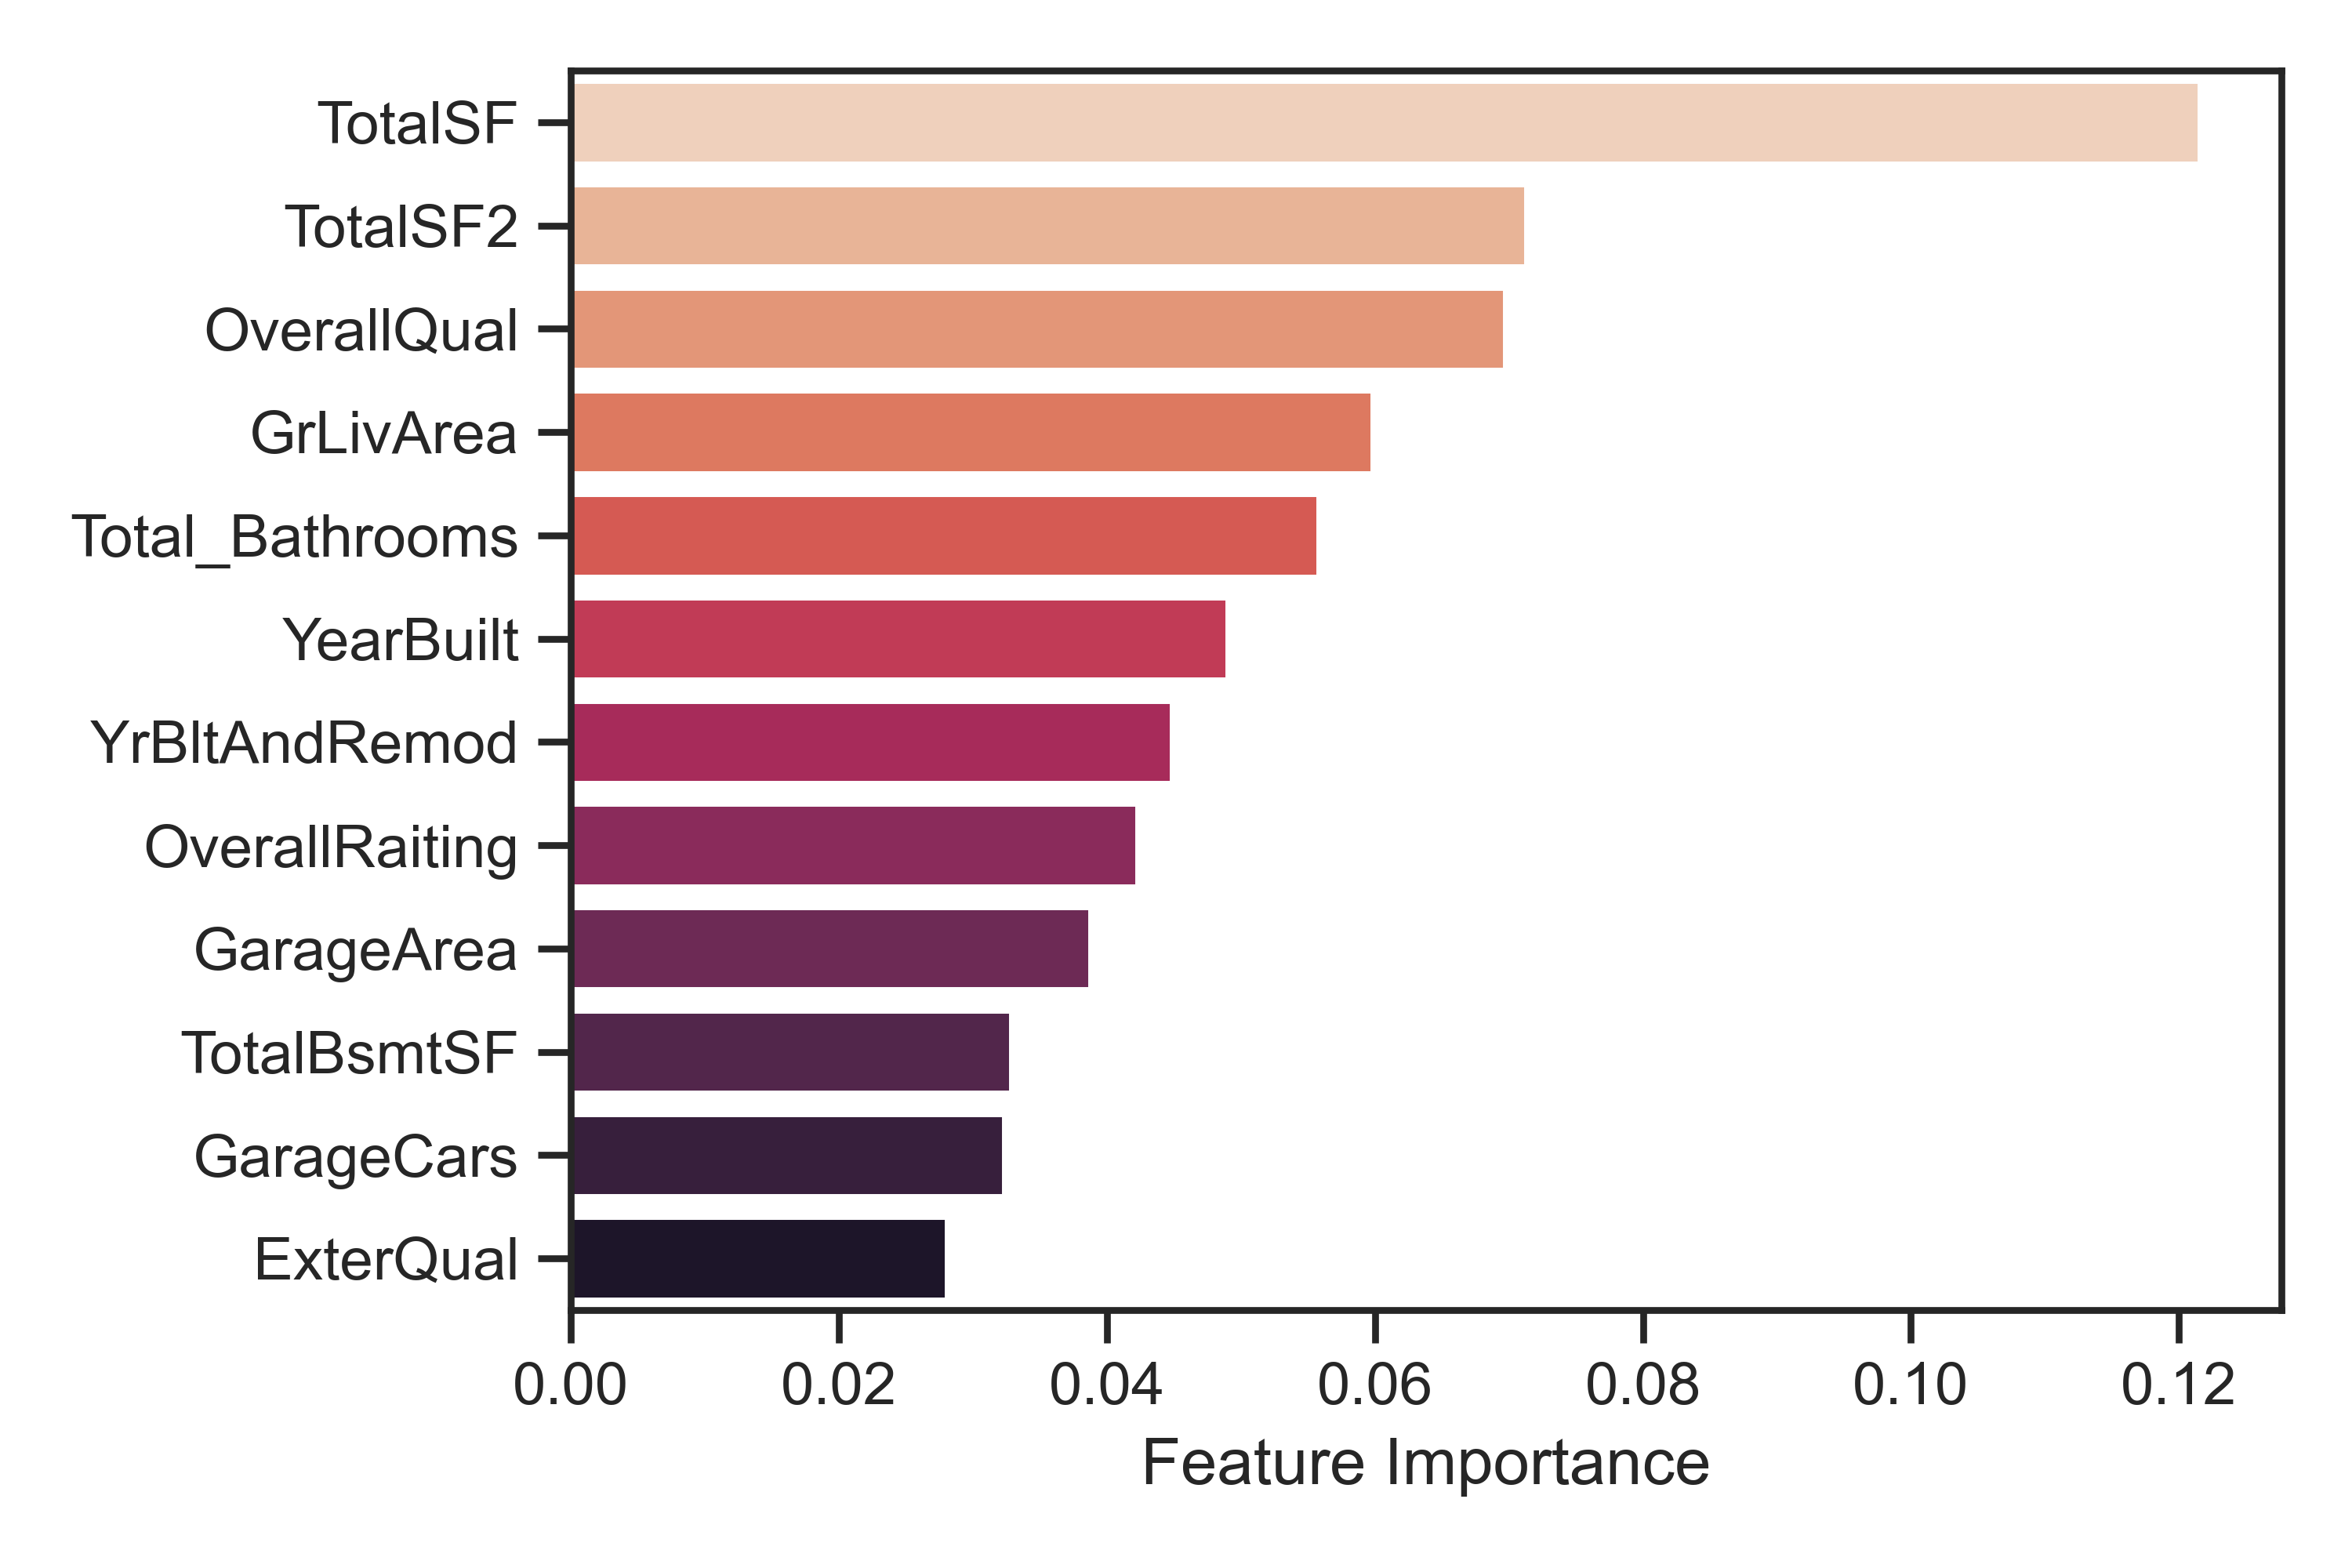 TotalSF
TotalSF2
OverallQual
GrLivArea
Total_Bathrooms
YearBuilt
YrBltAndRemod
OverallRaiting
GarageArea
TotalBsmtSF
GarageCars
ExterQual
0.00 0.02 0.04 0.06 0.08 0.10 0.12
Feature Importance